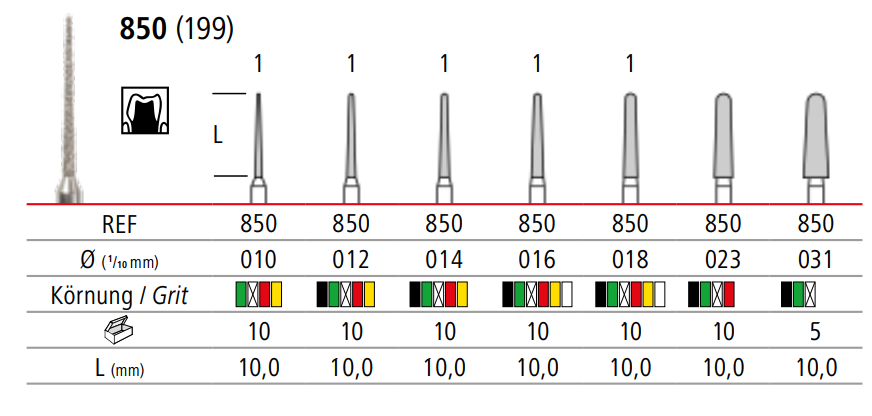 850 (199)
1 1 1 1 1
L
REF 850 850 850 850 850 850 850
Ø (1/10 mm) 010 012 014 016 018 023 031
Körnung / Grit
10 10 10 10 10 10 5
L (mm) 10,0 10,0 10,0 10,0 10,0 10,0 10,0